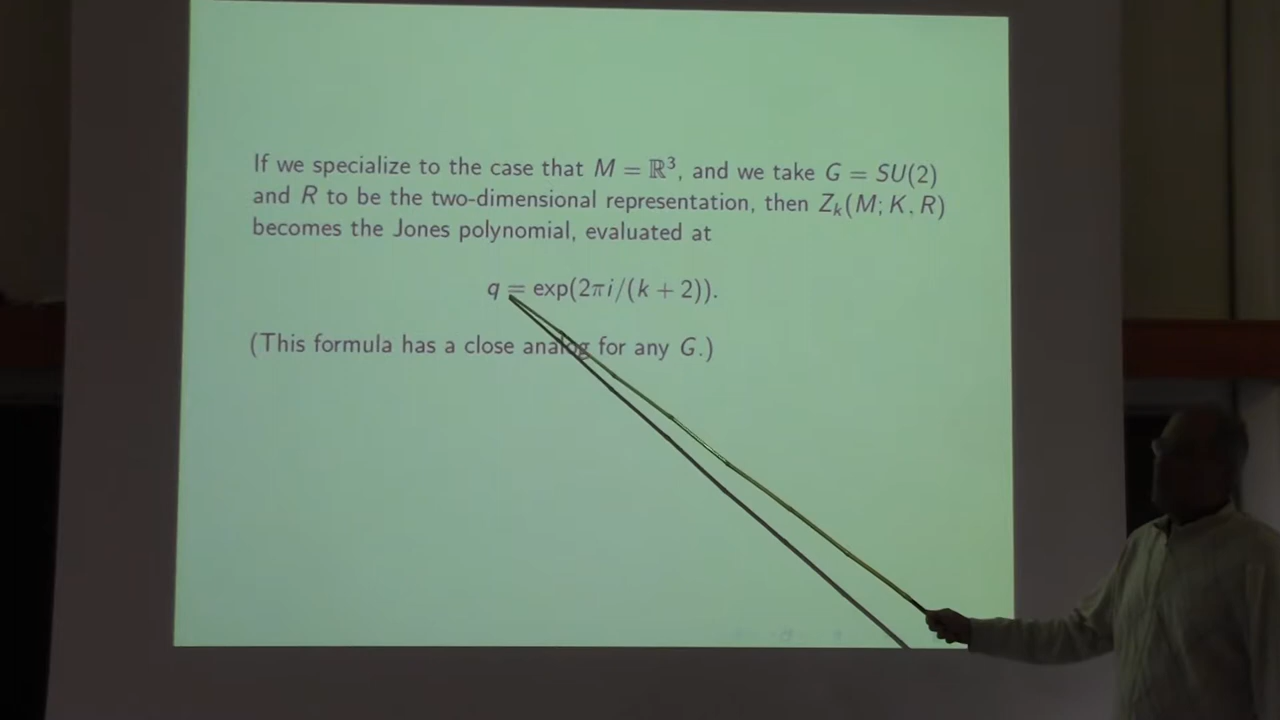 If we specialize to the case that M = ℝ³, and we take G = SU(2)
and R to be the two-dimensional representation, then Zₖ(M; K, R)
becomes the Jones polynomial, evaluated at
q = exp(2πi/(k + 2)).
(This formula has a close analog for any G.)